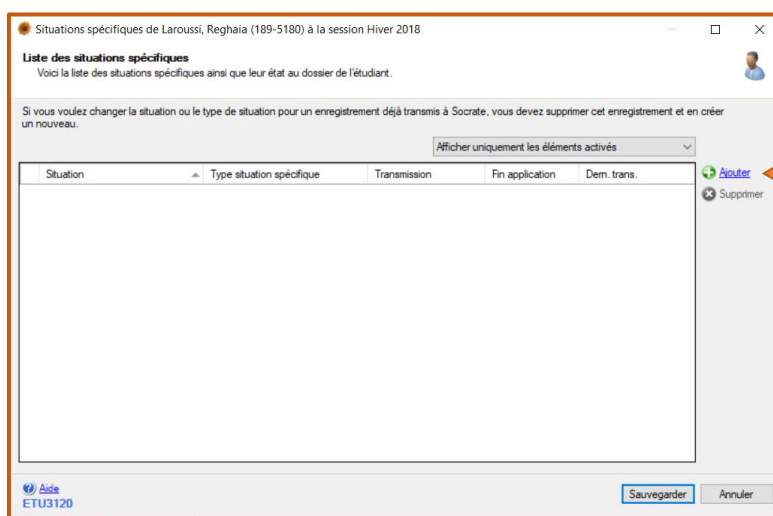 Situations spécifiques de Laroussi, Reghaia (189-5180) à la session Hiver 2018
Liste des situations spécifiques
Voici la liste des situations spécifiques ainsi que leur état au dossier de l'étudiant.
Si vous voulez changer la situation ou le type de situation pour un enregistrement déjà transmis à Socrate, vous devez supprimer cet enregistrement et en créer
un nouveau.
Afficher uniquement les éléments activés
Situation Type situation spécifique Transmission Fin application Dern. trans.
Ajouter
Supprimer
Aide
ETU3120
Sauvegarder Annuler